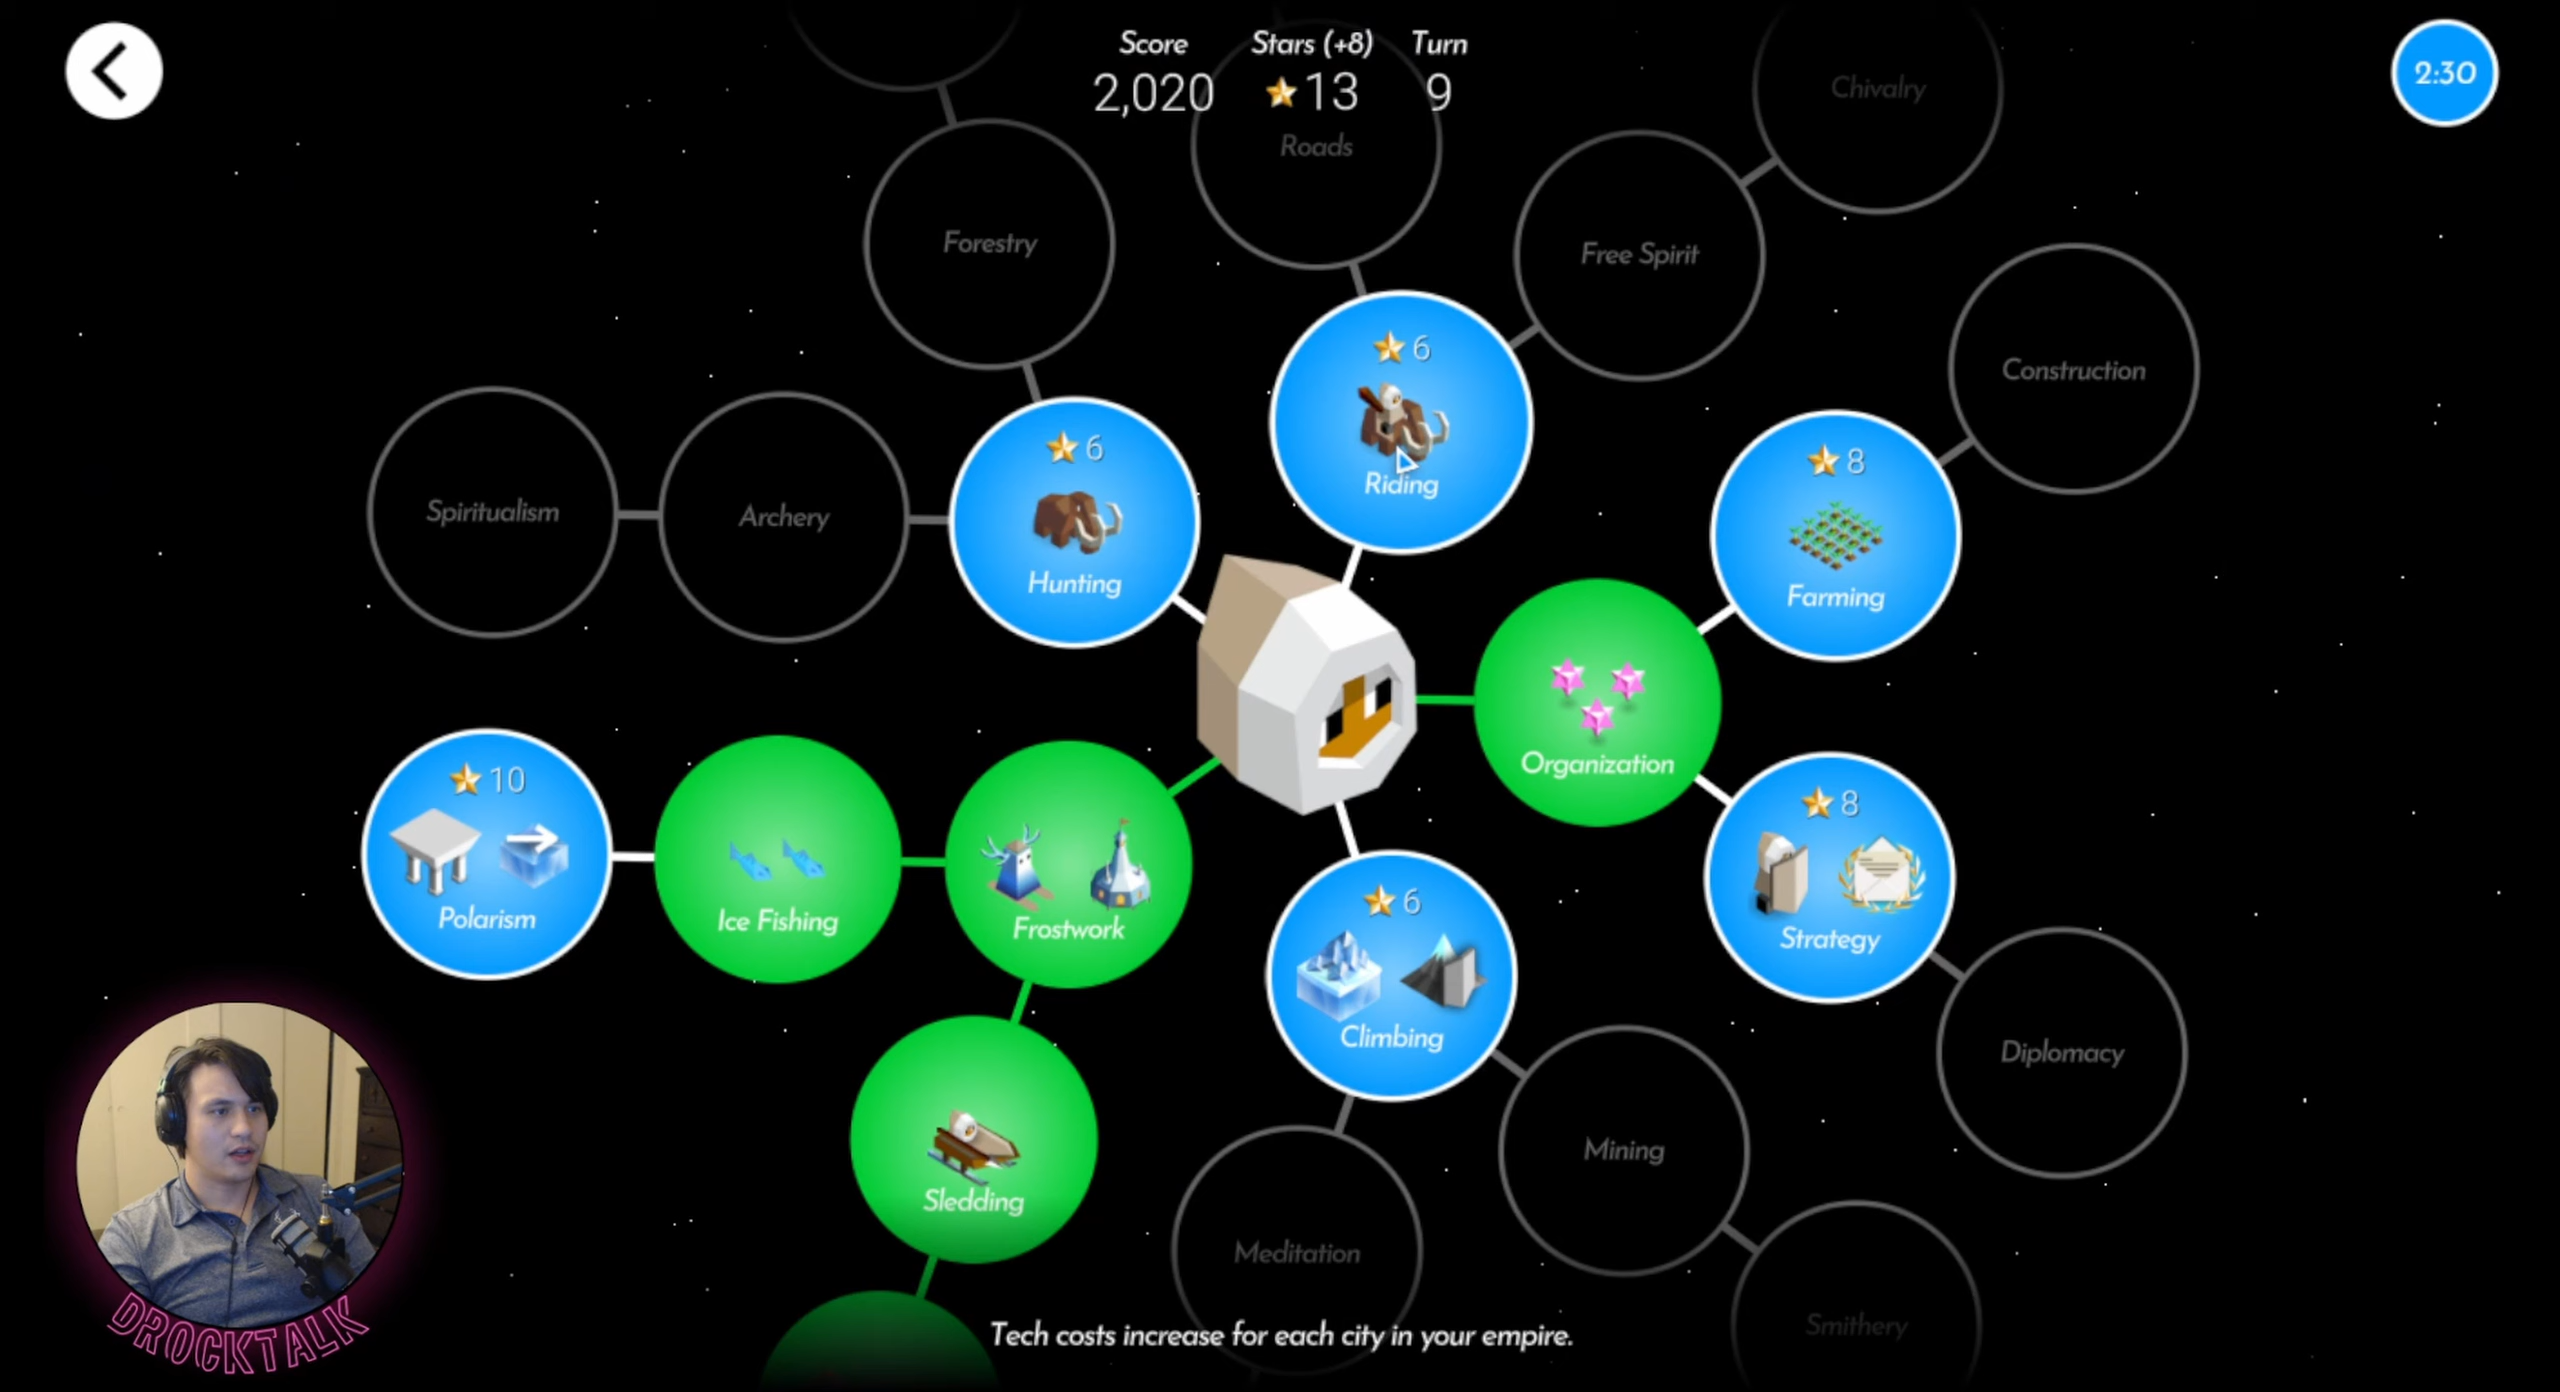 Score
2,020
Stars (+8)
13
Turn
9
2:30
Chivalry
Roads
Forestry
Free Spirit
Construction
6
Riding
6
Hunting
8
Farming
Spiritualism
Archery
Organization
10
Polarism
Ice Fishing
Frostwork
6
Climbing
8
Strategy
Diplomacy
Mining
Sledding
Meditation
Smithery
Tech costs increase for each city in your empire.
DROCKTALK